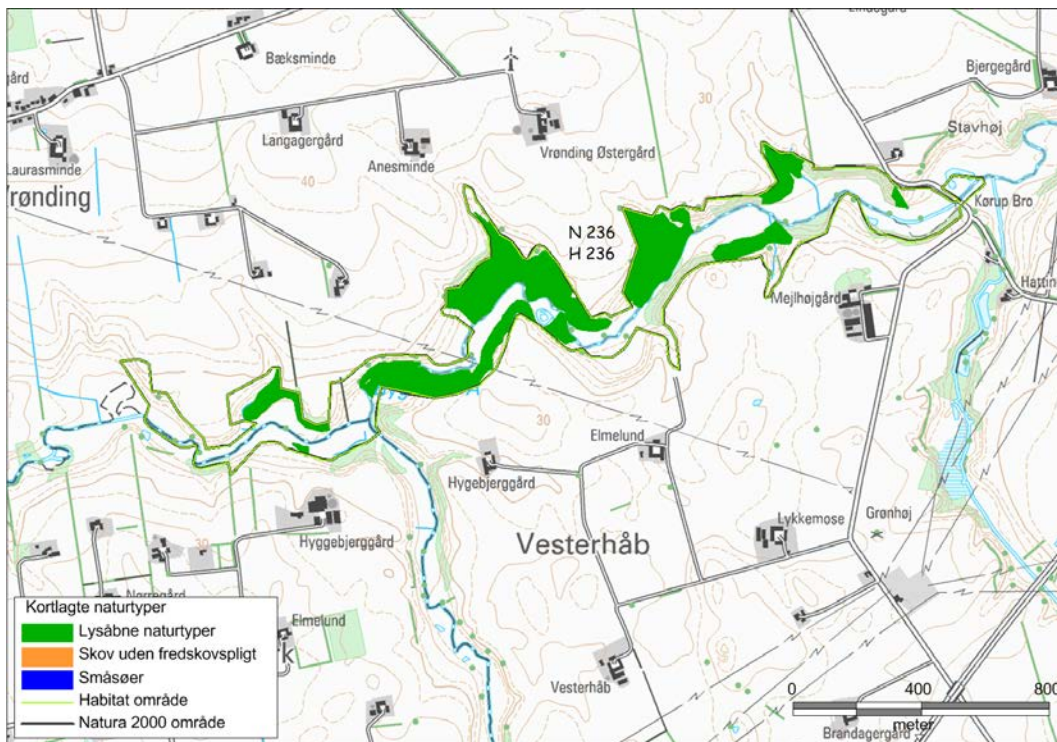 Bæksminde
Bjergegård
Stavhøj
Langagergård
Anesminde
Vrønding Østergård
Laurasminde
30
40
Kørup Bro
N 236
H 236
Mejlhøjgård
30
Elmelund
Hygebjerggård
Lykkemose
Grønhøj
Hyggebjerggård
Vesterhåb
30
Nørregård
Elmelund
Vesterhåb
Brandagergård
Kortlagte naturtyper
Lysåbne naturtyper
Skov uden fredskovspligt
Småsøer
Habitat område
Natura 2000 område
0 400 800
meter